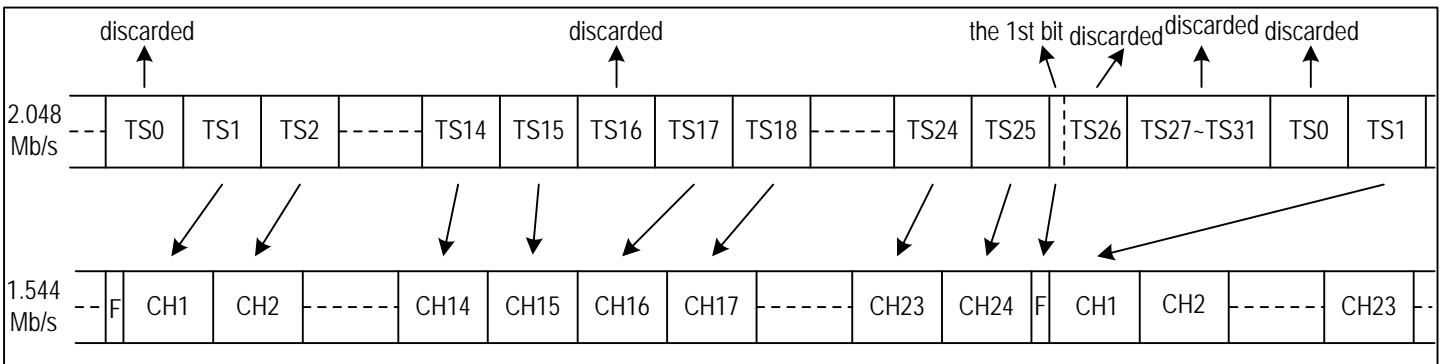 discarded discarded the 1st bit discarded discarded discarded
2.048
Mb/s
TS0 TS1 TS2 TS14 TS15 TS16 TS17 TS18 TS24 TS25 TS26 TS27~TS31 TS0 TS1
1.544
Mb/s
F CH1 CH2 CH14 CH15 CH16 CH17 CH23 CH24 F CH1 CH2 CH23